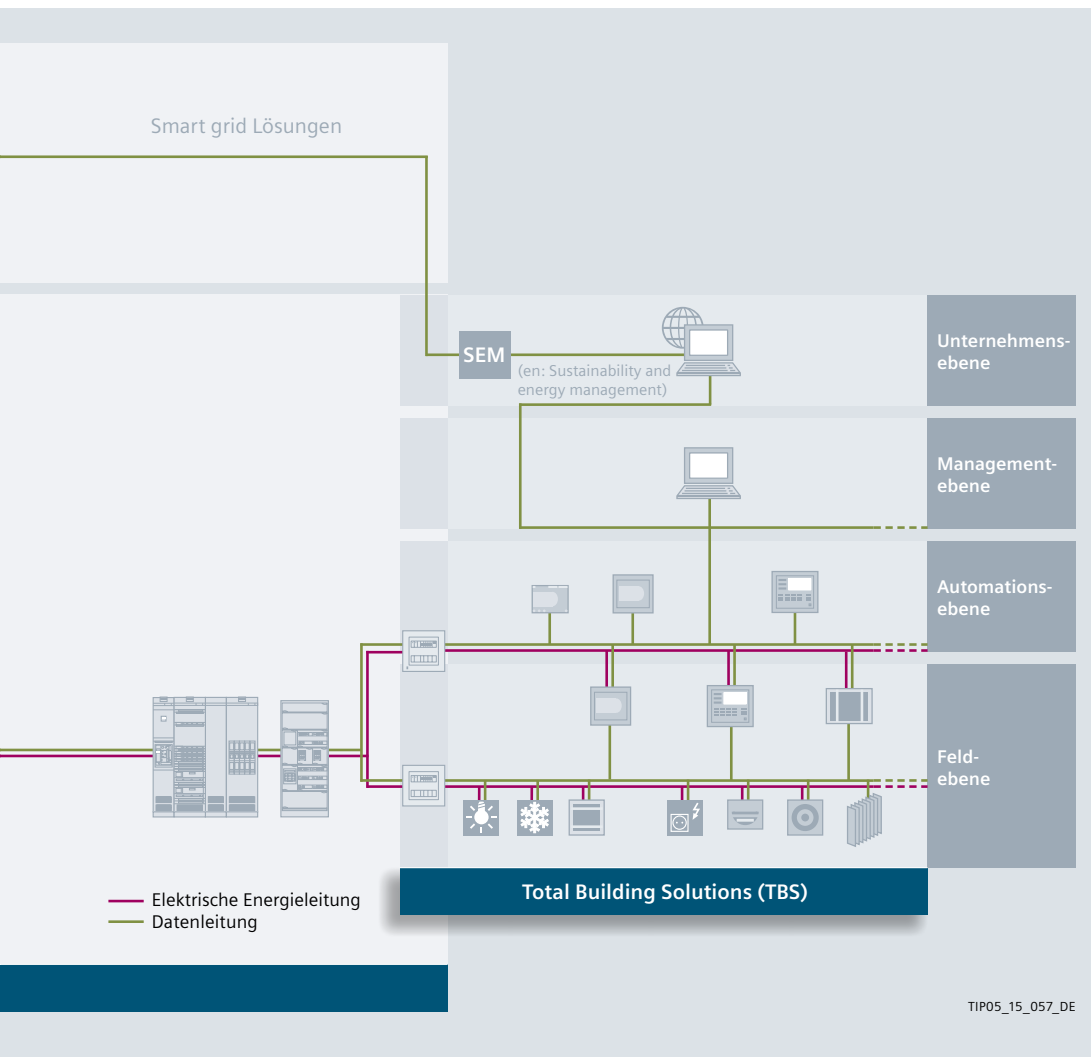 Smart grid Lösungen
SEM
(en: Sustainability and
energy management)
Unternehmens-
ebene
Management-
ebene
Automations-
ebene
Feld-
ebene
Total Building Solutions (TBS)
Elektrische Energieleitung
Datenleitung
TIP05_15_057_DE